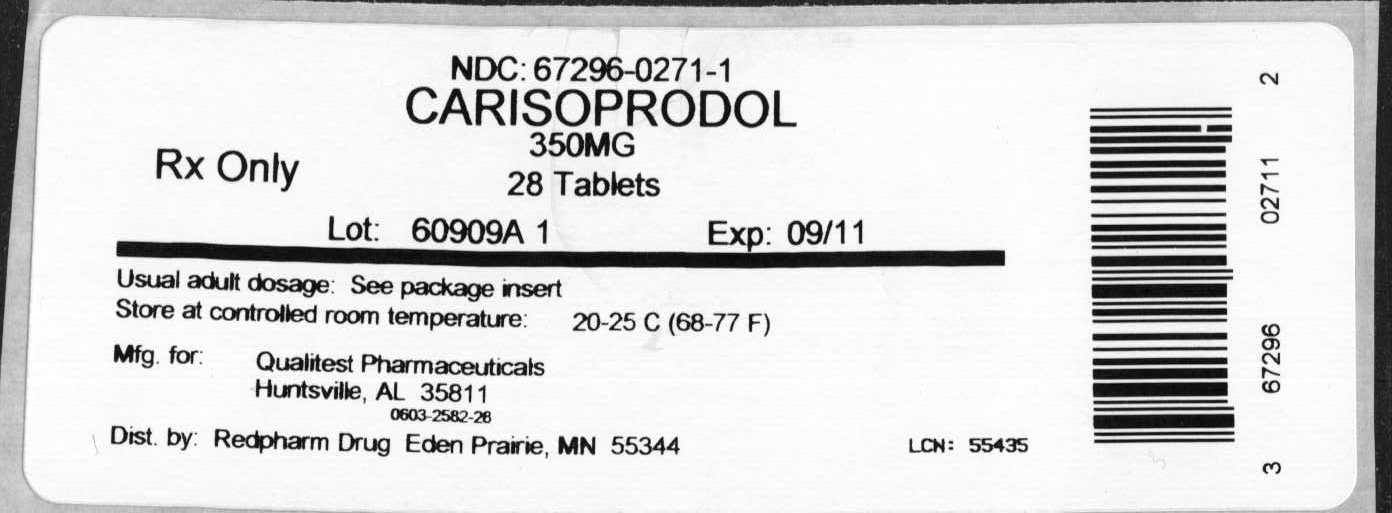 NDC: 67296-0271-1
CARISOPRODOL
350MG
Rx Only
28 Tablets
Lot: 60909A 1 Exp: 09/11
Usual adult dosage: See package insert
Store at controlled room temperature: 20-25 C (68-77 F)
Mfg. for: Qualitest Pharmaceuticals
Huntsville, AL 35811
0603-2582-28
Dist. by: Redpharm Drug Eden Prairie, MN 55344
LCN: 55435
3 67296 02711 2